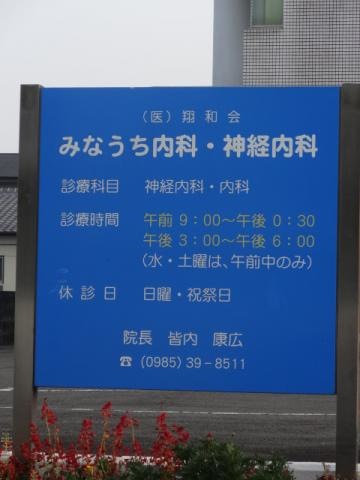 （医）翔和会
みなうち内科・神経内科
診療科目　神経内科・内科
診療時間　午前 9：00～午後 0：30
午後 3：00～午後 6：00
（水・土曜は、午前中のみ）
休診日　日曜・祝祭日
院長　皆内　康広
☎ (0985) 39－8511